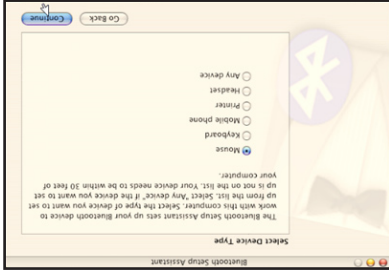 Bluetooth Setup Assistant
Select Device Type
The Bluetooth Setup Assistant sets up your Bluetooth device to
work with this computer. Select the type of device you want to set
up from the list. Select "Any device" if the device you want to set
up is not on the list. Your device needs to be within 30 feet of
your computer.
Mouse
Keyboard
Mobile phone
Printer
Headset
Any device
Go Back
Continue